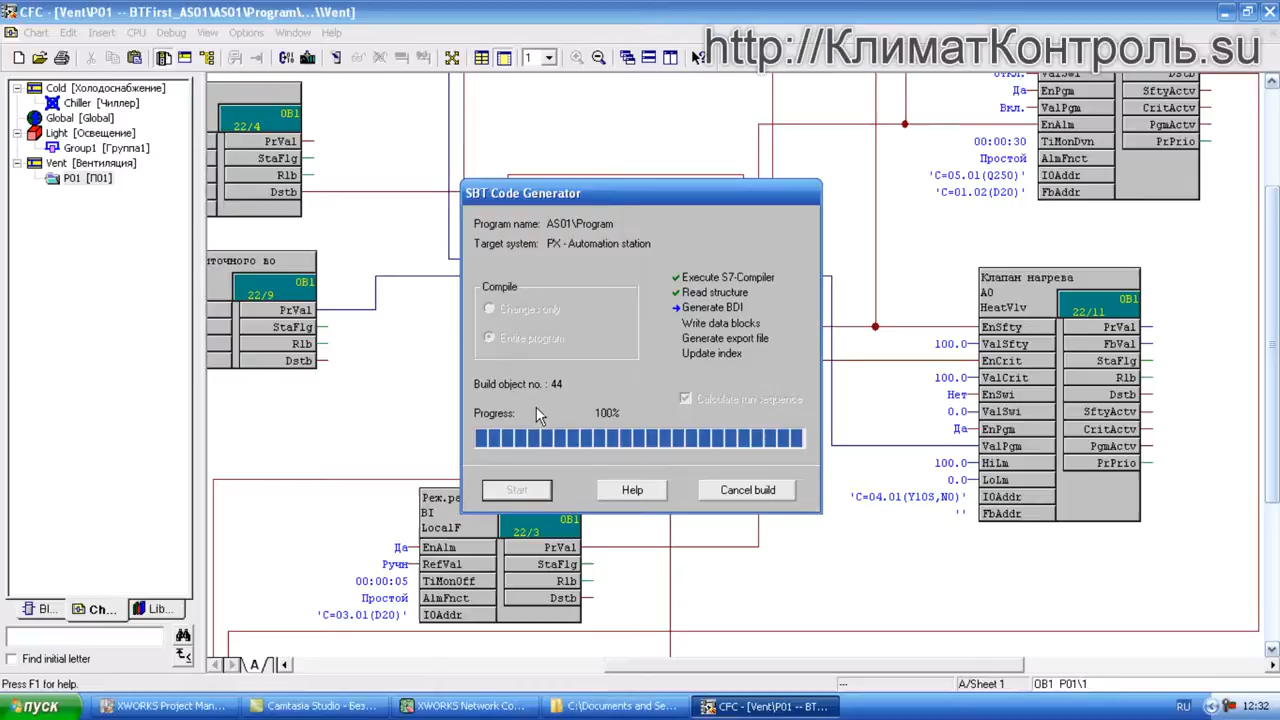 CFC - [Vent\P01 -- BTFirst_AS01\AS01\Program\...\\Vent]
Chart Edit Insert CPU Debug View Options Window Help
http://КлиматКонтроль.su
1
Cold [Холодоснабжение]
Chiller [Чиллер]
Global [Global]
Light [Освещение]
Group1 [Группа1]
Vent [Вентиляция]
P01 [П01]
OB1
22/4
PrVal
StaFlg
Rlb
Dstb
иточного во
OB1
22/9
PrVal
StaFlg
Rlb
Dstb
SBT Code Generator
Program name: AS01\Program
Target system: PX - Automation station
Compile
Changes only
Entire program
Execute S7-Compiler
Read structure
Generate BDI
Write data blocks
Generate export file
Update index
Build object no. : 44
Calculate run sequence
Progress: 100%
Start Help Cancel build
Откл. ValSwi Dstb
Да EnPgm SftyActv
Вкл. ValPgm CritActv
EnAlm PgmActv
00:00:30 TiMonDvn PrPrio
Простой AlmFnct
'C=05.01(Q250)' IOAddr
'C=01.02(D20)' FbAddr
Клапан нагрева
AO OB1
HeatVlv 22/11
EnSfty PrVal
100.0 ValSfty FbVal
EnCrit StaFlg
100.0 ValCrit Rlb
Нет EnSwi Dstb
0.0 ValSwi SftyActv
Да EnPgm CritActv
ValPgm PgmActv
100.0 HiLm PrPrio
0.0 LoLm
'C=04.01(Y10S,N0)' IOAddr
'' FbAddr
Реж.ра
BI OB1
LocalF 22/3
Да EnAlm PrVal
Ручн RefVal StaFlg
00:00:05 TiMonOff Rlb
Простой AlmFnct Dstb
'C=03.01(D20)' IOAddr
Bl... Ch... Lib...
Find initial letter
A
Press F1 for help. --- A/Sheet 1 OB1 P01\1
пуск XWORKS Project Man... Camtasia Studio - Без... XWORKS Network Co... C:\Documents and Se... CFC - [Vent\P01 -- BT... RU 12:32